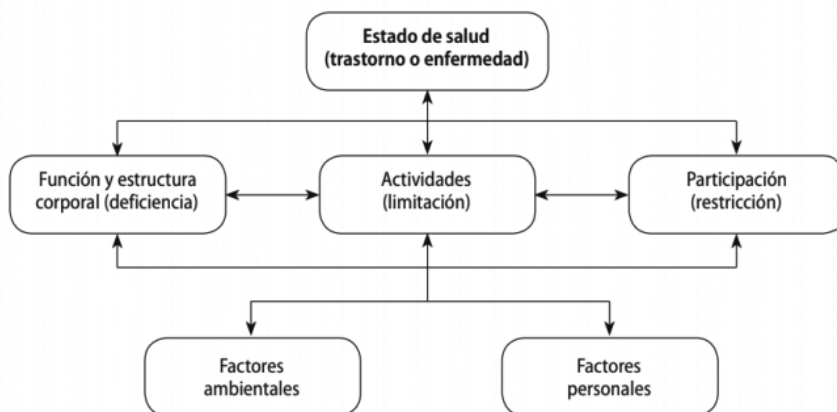 Estado de salud
(trastorno o enfermedad)
Función y estructura
corporal (deficiencia)
Actividades
(limitación)
Participación
(restricción)
Factores
ambientales
Factores
personales